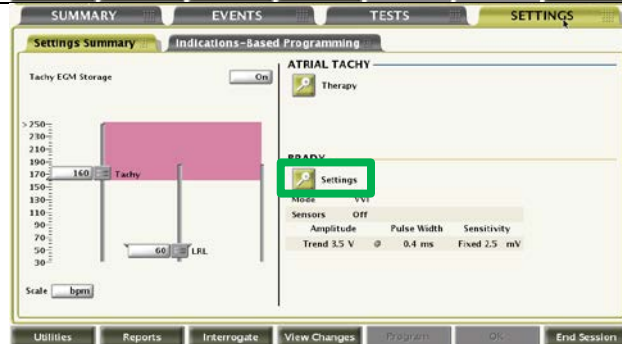 SUMMARY EVENTS TESTS SETTINGS
Settings Summary Indications-Based Programming
Tachy EGM Storage On
ATRIAL TACHY
Therapy
>250
230
210
190
170
150
130
110
90
70
50
30
160 Tachy
60 LRL
Scale bpm
BRADY
Settings
Mode VVI
Sensors Off
Amplitude Pulse Width Sensitivity
Trend 3.5 V @ 0.4 ms Fixed 2.5 mV
Utilities Reports Interrogate View Changes Program OK End Session